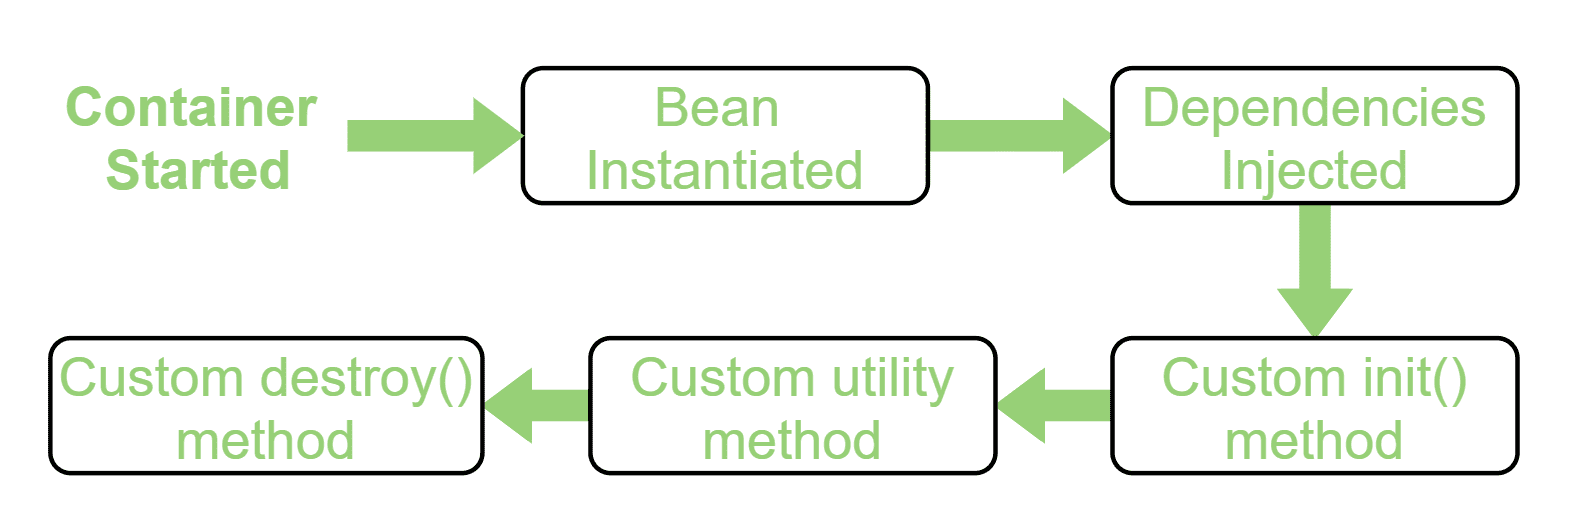 Container
Started
Bean
Instantiated
Dependencies
Injected
Custom init()
method
Custom utility
method
Custom destroy()
method